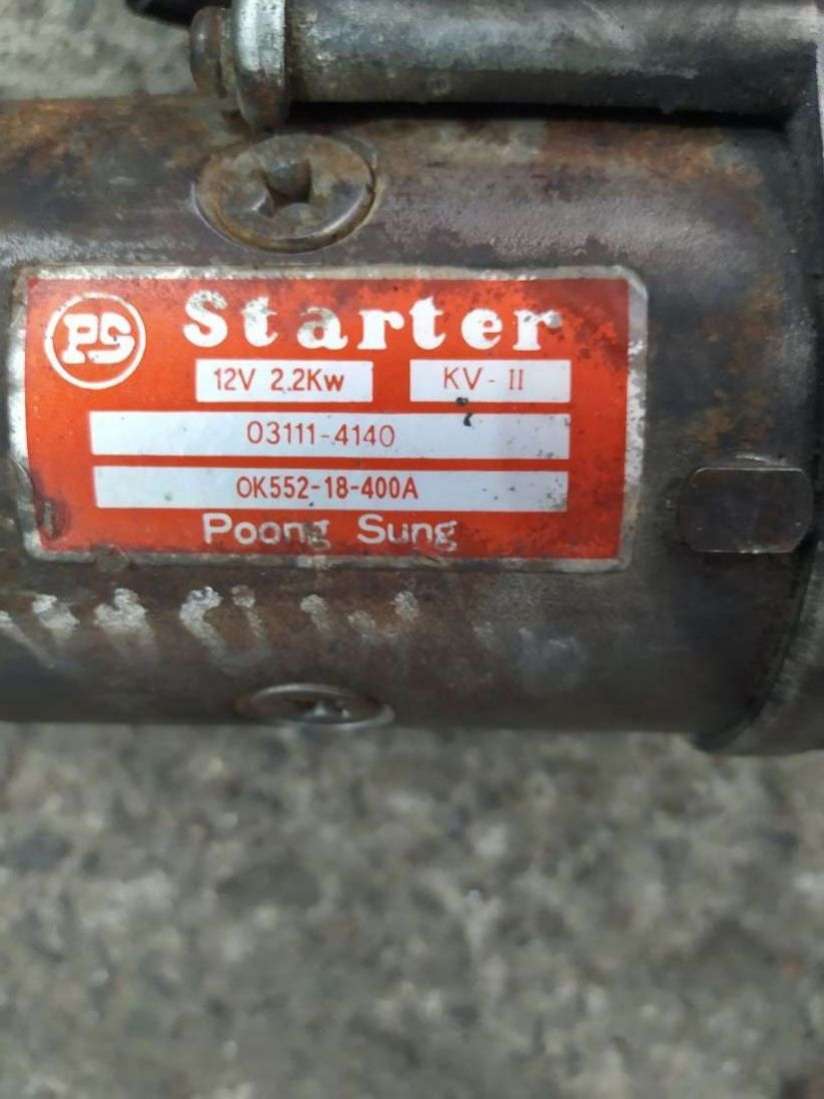 PS Starter
12V 2.2Kw KV-II
03111-4140
OK552-18-400A
Poong Sung